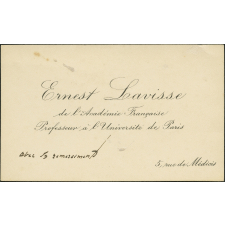 Ernest Lavisse
de l'Académie Française
Professeur à l'Université de Paris
avec ses remerciements
5, rue de Médicis